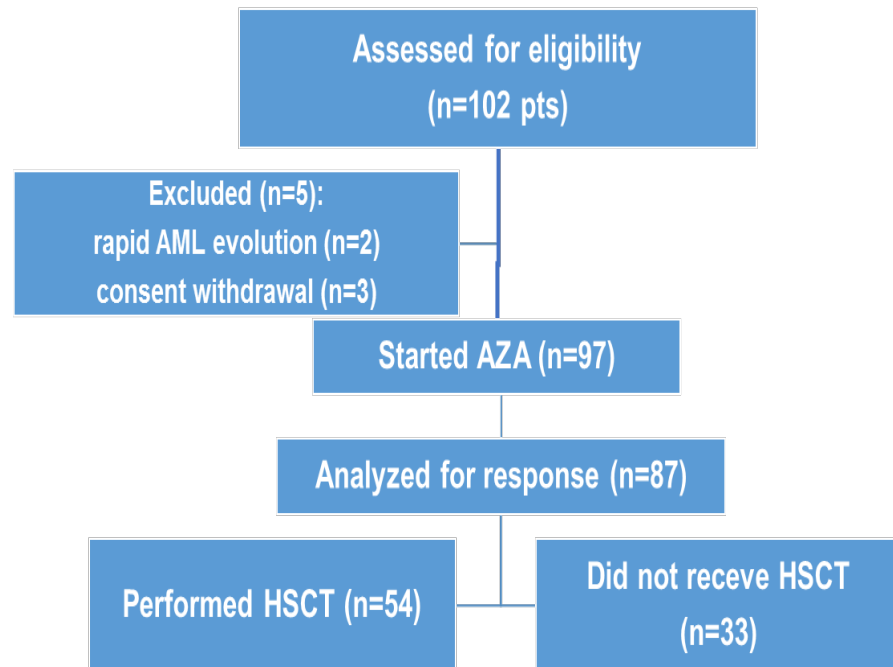 Assessed for eligibility
(n=102 pts)
Excluded (n=5):
rapid AML evolution (n=2)
consent withdrawal (n=3)
Started AZA (n=97)
Analyzed for response (n=87)
Performed HSCT (n=54)
Did not receve HSCT
(n=33)